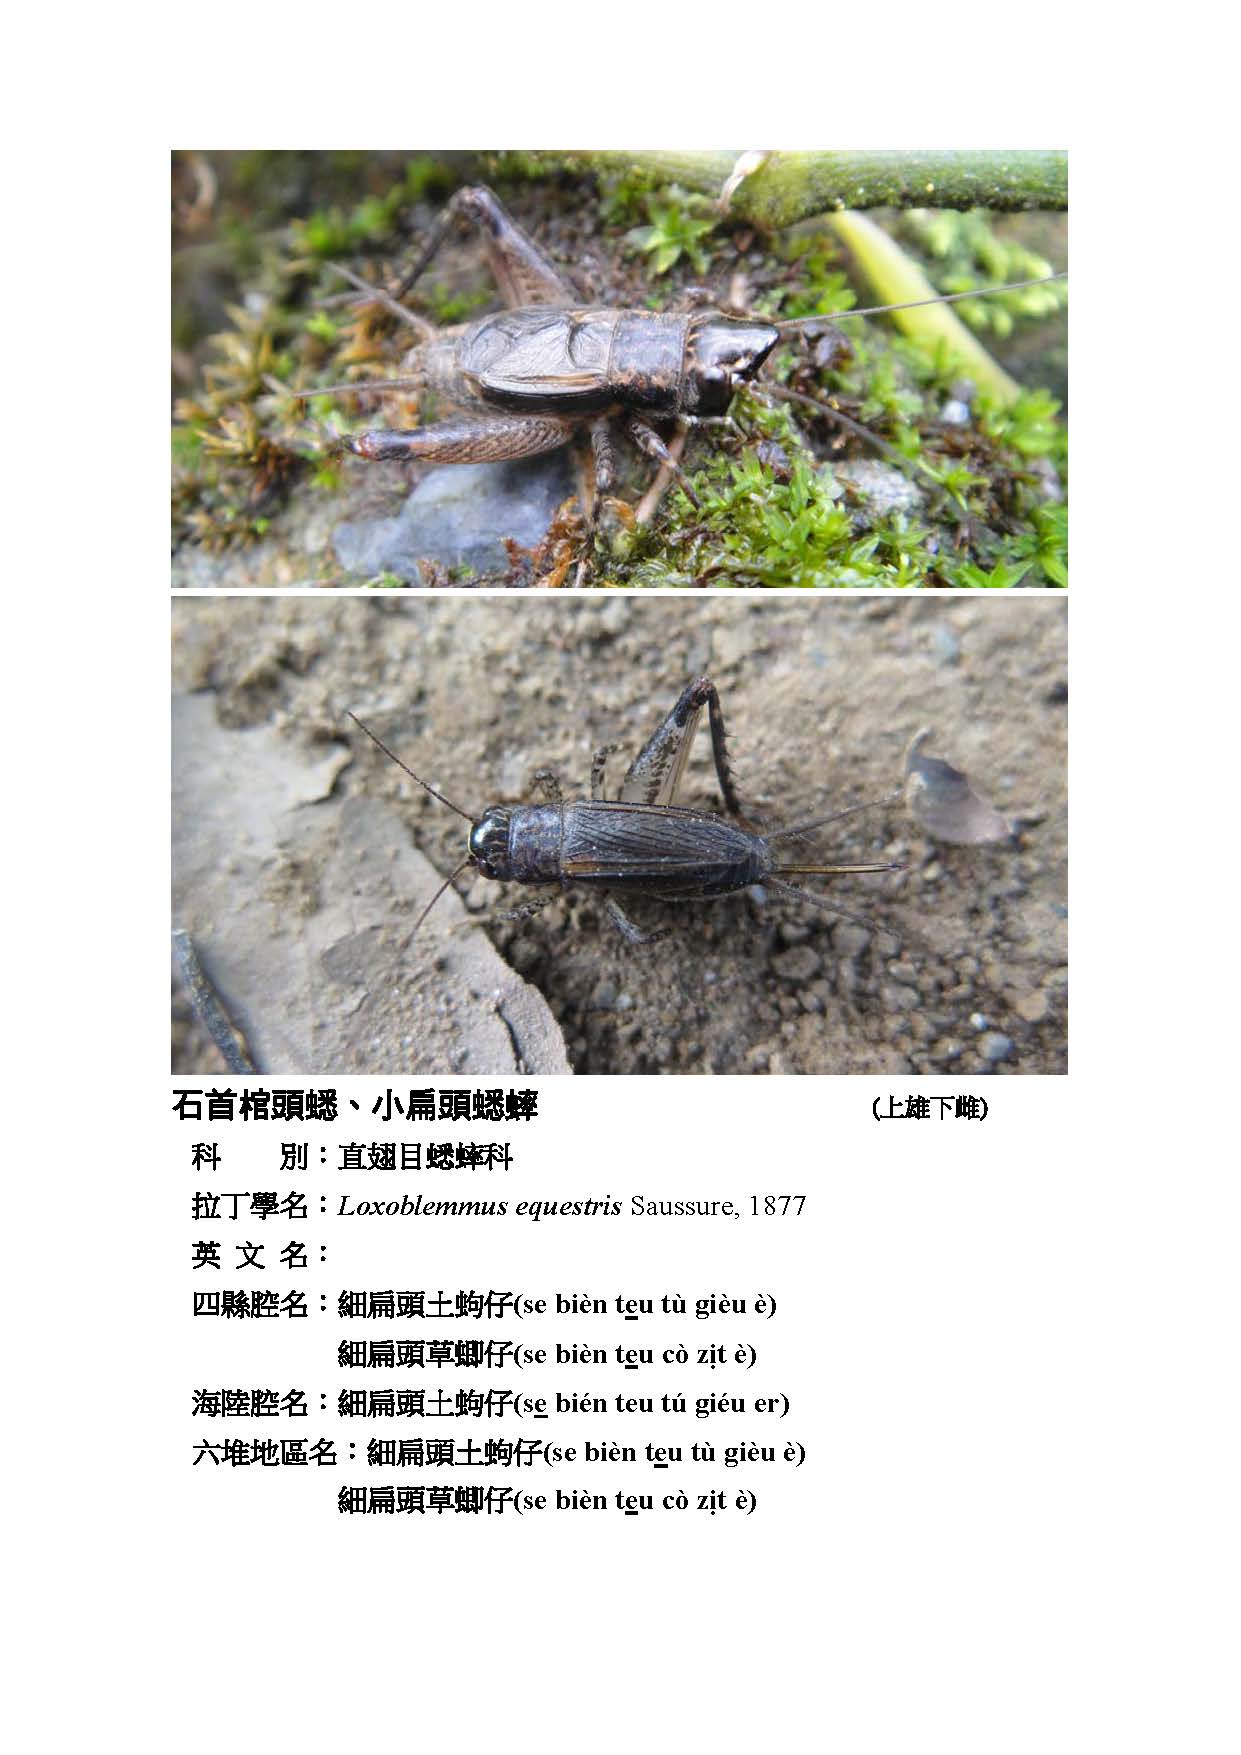 石首棺頭蟋、小扁頭蟋蟀 (上雄下雌)
科 別：直翅目蟋蟀科
拉丁學名：Loxoblemmus equestris Saussure, 1877
英 文 名：
四縣腔名：細扁頭土蚼仔(se bièn teu tù gièu è)
細扁頭草蝍仔(se bièn teu cò zṭt è)
海陸腔名：細扁頭土蚼仔(se bién teu tú giéu er)
六堆地區名：細扁頭土蚼仔(se bièn teu tù gièu è)
細扁頭草蝍仔(se bièn teu cò zịt è)